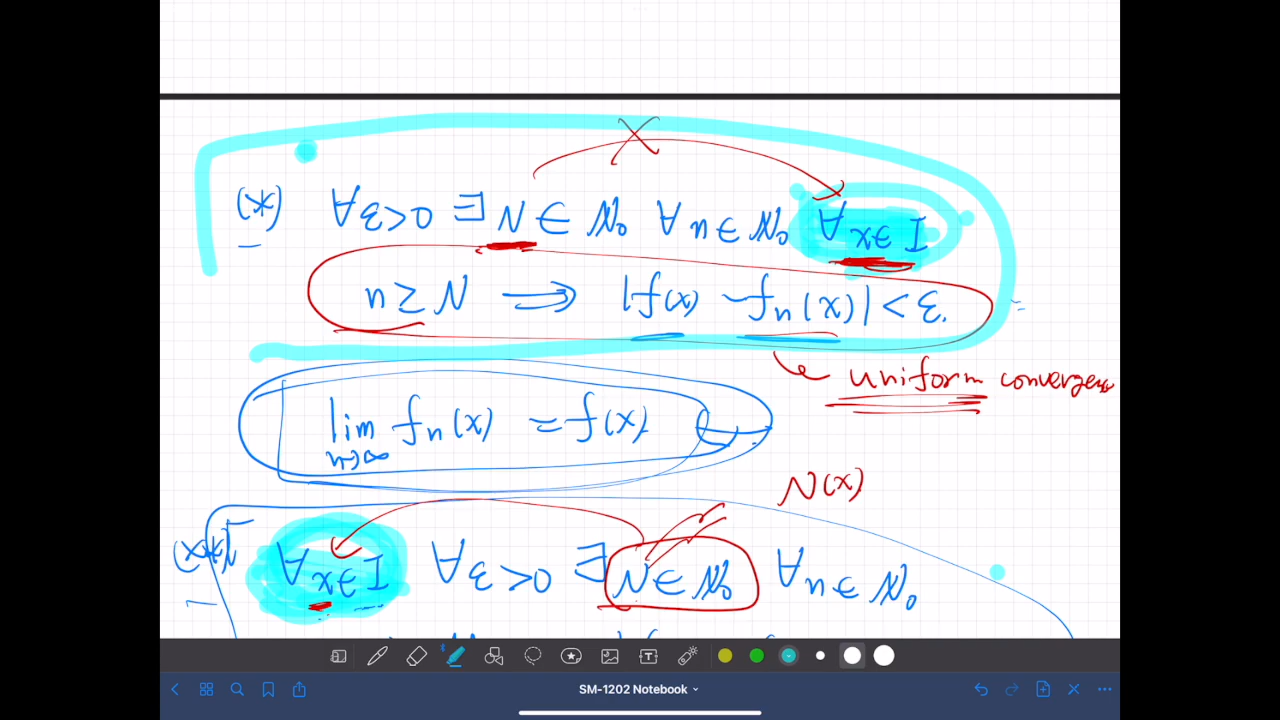 (*) ∀ε>0 ∃N∈ℕ₀ ∀n∈ℕ₀ ∀x∈I
n≥N ⟹ |f(x) - fₙ(x)| < ε.
uniform convergence
lim fₙ(x) = f(x)
n→∞
N(x)
(**) ∀x∈I ∀ε>0 ∃N∈ℕ₀ ∀n∈ℕ₀
SM-1202 Notebook